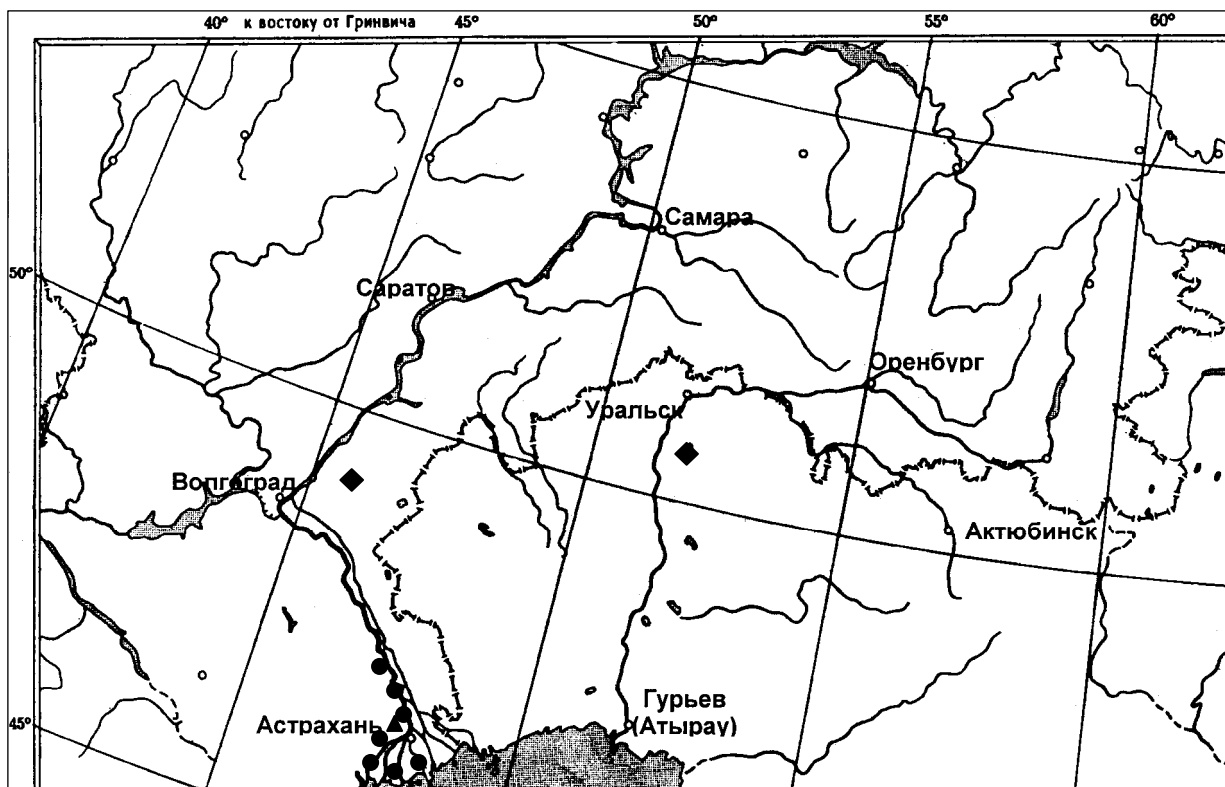 40° к востоку от Гринвича 45° 50° 55° 60°
Самара
50°
Саратов
Оренбург
Уральск
Волгоград
Актюбинск
Гурьев
(Атырау)
45°
Астрахань